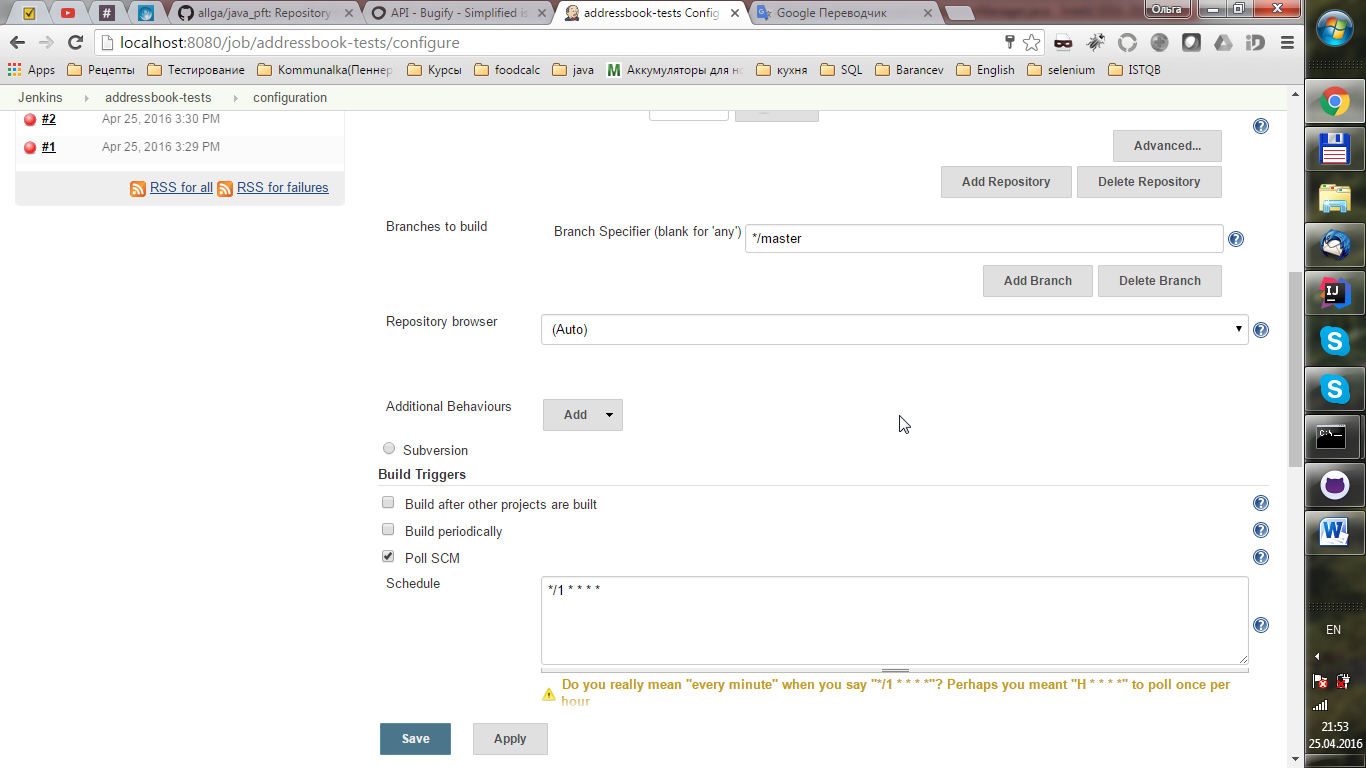 allga/java_pft: Repository
API - Bugify - Simplified is
addressbook-tests Config
Google Переводчик
Ольга
localhost:8080/job/addressbook-tests/configure
Apps
Рецепты
Тестирование
Kommunalka(Пеннер
Курсы
foodcalc
java
Аккумуляторы для но
кухня
SQL
Barancev
English
selenium
ISTQB
Jenkins
addressbook-tests
configuration
#2 Apr 25, 2016 3:30 PM
#1 Apr 25, 2016 3:29 PM
RSS for all RSS for failures
Advanced...
Add Repository Delete Repository
Branches to build
Branch Specifier (blank for 'any') */master
Add Branch Delete Branch
Repository browser (Auto)
Additional Behaviours Add
Subversion
Build Triggers
Build after other projects are built
Build periodically
Poll SCM
Schedule */1 * * * *
Do you really mean "every minute" when you say "*/1 * * * *"? Perhaps you meant "H * * * *" to poll once per
hour
Save Apply
EN
21:53
25.04.2016